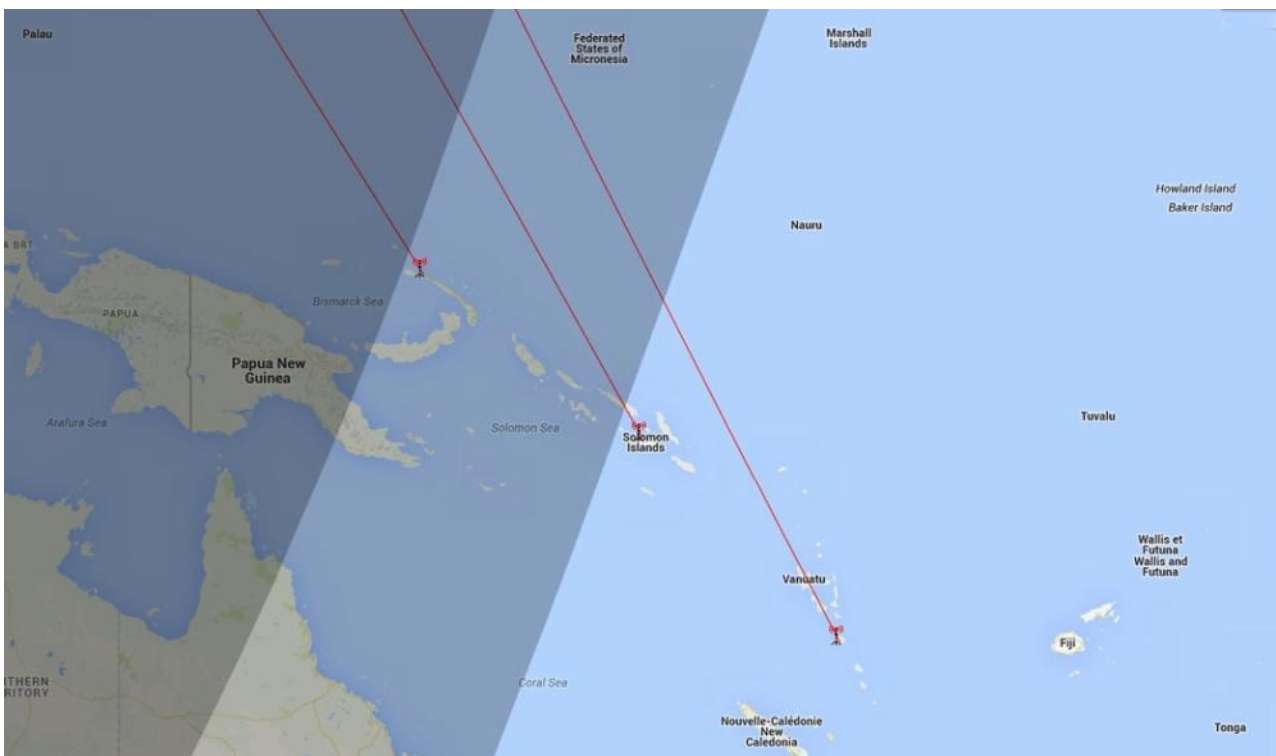 Palau
Federated
States of
Micronesia
Marshall
Islands
Howland Island
Baker Island
Nauru
A BRT
Bismarck Sea
PAPUA
Papua New
Guinea
Arafura Sea
Solomon Sea
Solomon
Islands
Tuvalu
Wallis et
Futuna
Wallis and
Futuna
Vanuatu
Fiji
THERN
RITORY
Coral Sea
Nouvelle-Calédonie
New
Caledonia
Tonga